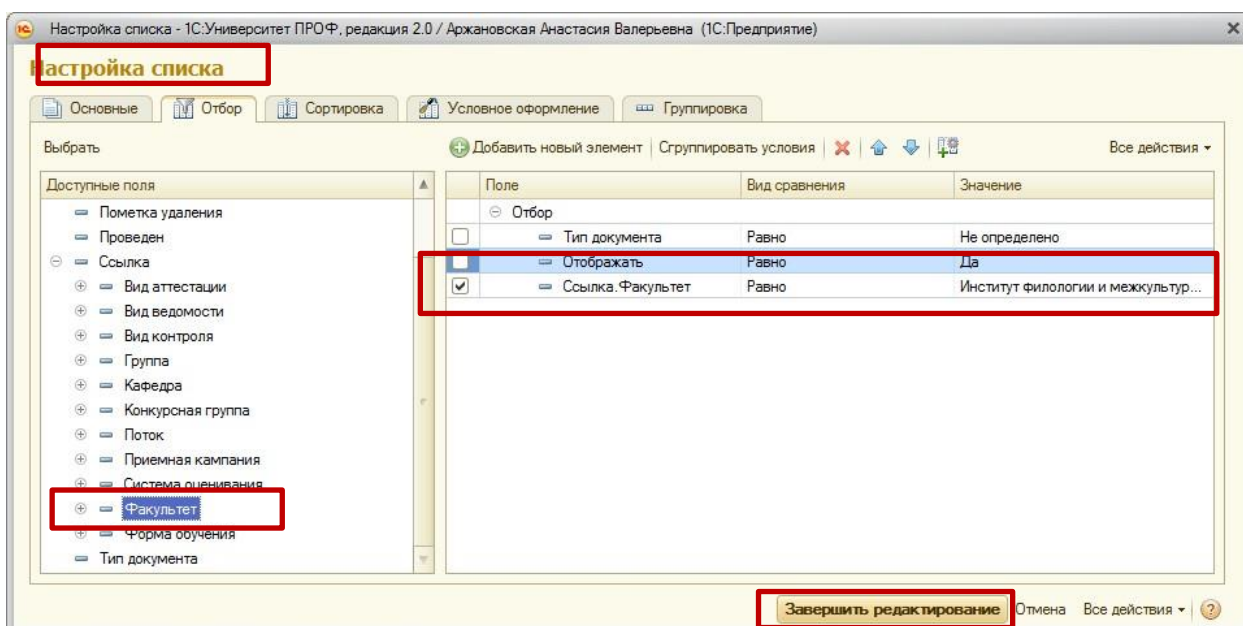 Настройка списка - 1С:Университет ПРОФ, редакция 2.0 / Аржановская Анастасия Валерьевна (1С:Предприятие)
Настройка списка
Основные Отбор Сортировка Условное оформление Группировка
Выбрать Добавить новый элемент Сгруппировать условия Все действия
Доступные поля Поле Вид сравнения Значение
Пометка удаления Отбор
Проведен Тип документа Равно Не определено
Ссылка Отображать Равно Да
Вид аттестации Ссылка.Факультет Равно Институт филологии и межкультур...
Вид ведомости
Вид контроля
Группа
Кафедра
Конкурсная группа
Поток
Приемная кампания
Система оценивания
Факультет
Форма обучения
Тип документа
Завершить редактирование Отмена Все действия ?